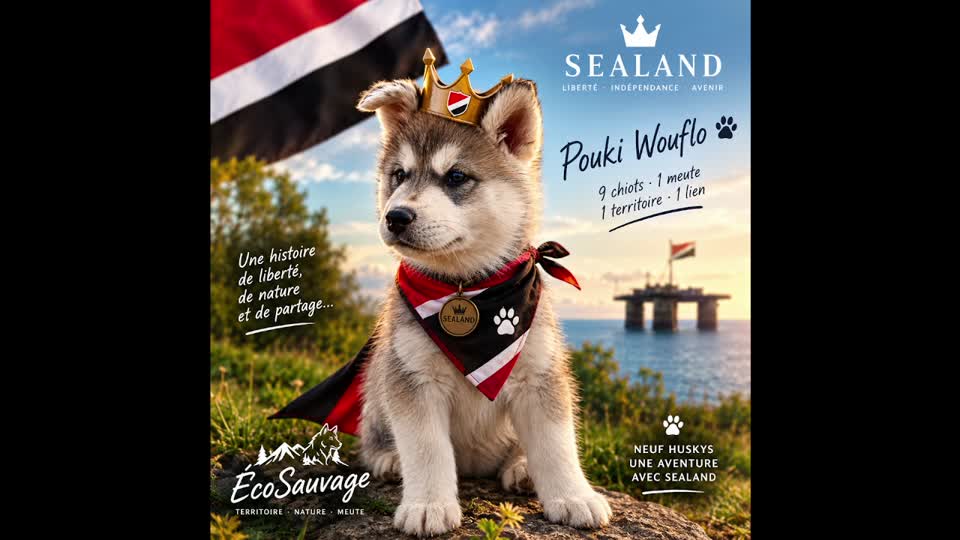 SEALAND
LIBERTÉ · INDÉPENDANCE · AVENIR
Pouki Wouflo
9 chiots · 1 meute
1 territoire · 1 lien
Une histoire
de liberté,
de nature
et de partage...
SEALAND
ÉcoSauvage
TERRITOIRE · NATURE · MEUTE
NEUF HUSKYS
UNE AVENTURE
AVEC SEALAND